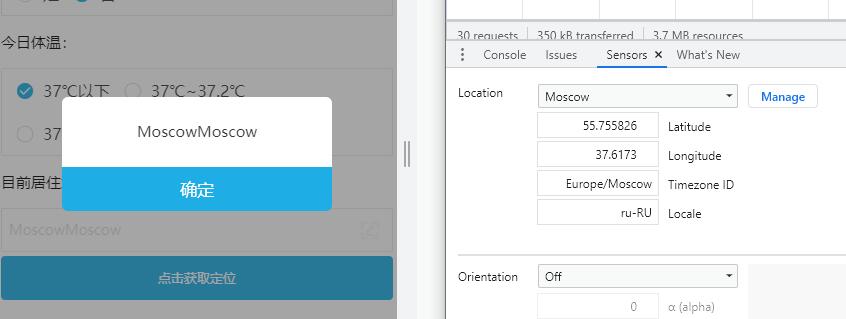 今日体温:
37℃以下 37℃~37.2℃
37
MoscowMoscow
确定
目前居住
MoscowMoscow
点击获取定位
30 requests 350 kB transferred 3.7 MB resources
Console Issues Sensors × What's New
Location Moscow Manage
55.755826 Latitude
37.6173 Longitude
Europe/Moscow Timezone ID
ru-RU Locale
Orientation Off
0 α (alpha)